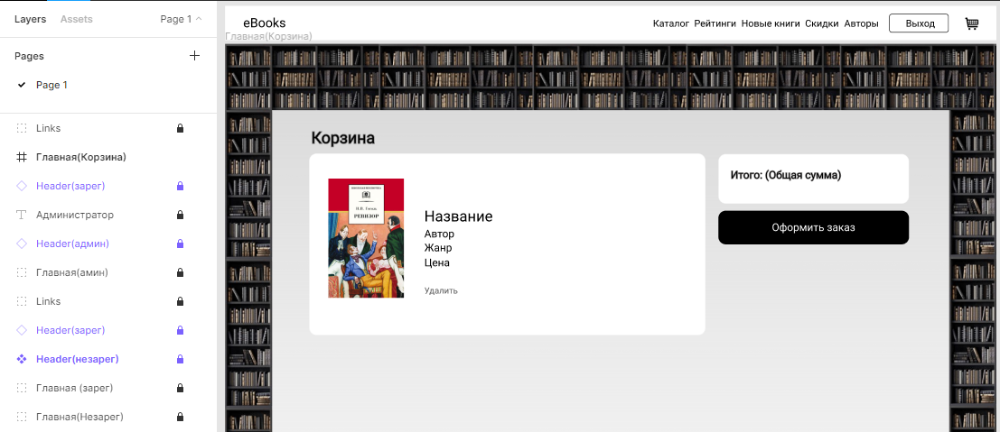 Layers Assets Page 1
Pages
Page 1
Links
Главная(Корзина)
Header(зарег)
Администратор
Header(админ)
Главная(амин)
Links
Header(зарег)
Header(незарег)
Главная (зарег)
Главная(Незарег)
eBooks
Каталог Рейтинги Новые книги Скидки Авторы Выход
Главная(Корзина)
Корзина
Н.В. Гоголь
РЕВИЗОР
Название
Автор
Жанр
Цена
Удалить
Итого: (Общая сумма)
Оформить заказ